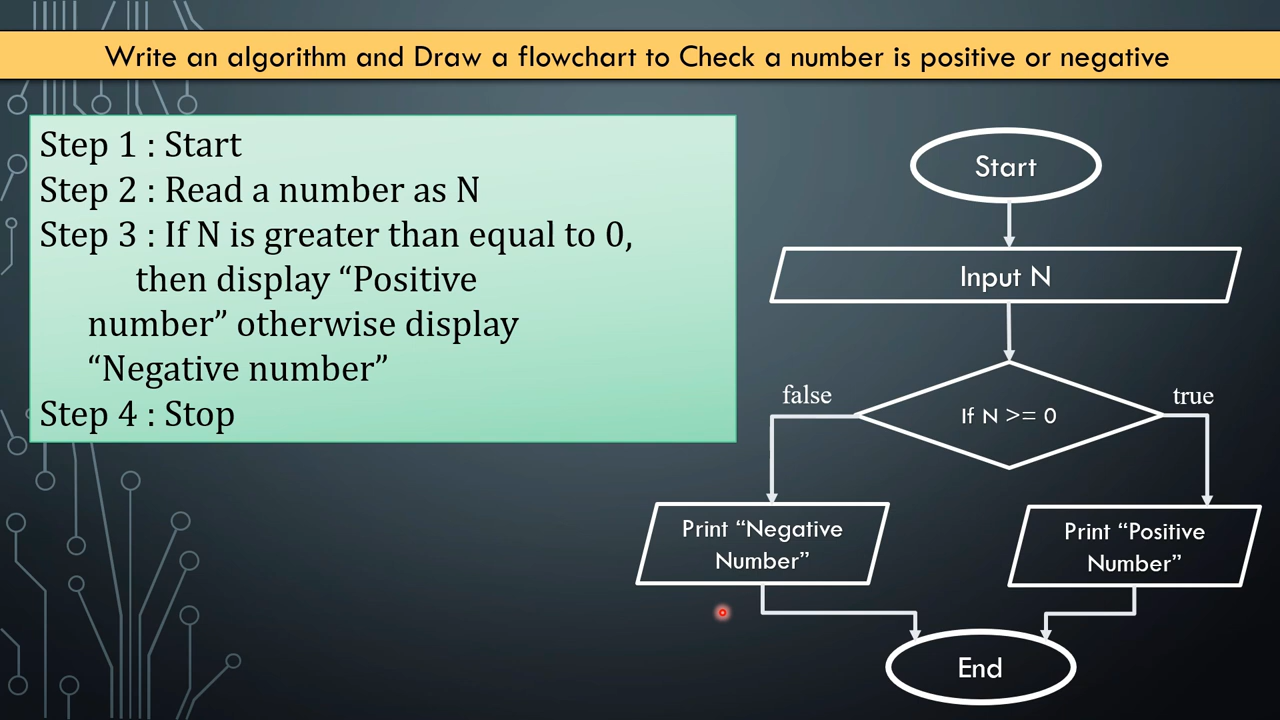 Write an algorithm and Draw a flowchart to Check a number is positive or negative
Step 1 : Start
Step 2 : Read a number as N
Step 3 : If N is greater than equal to 0,
then display “Positive
number” otherwise display
“Negative number”
Step 4 : Stop
Start
Input N
false
If N >= 0
true
Print “Negative
Number”
Print “Positive
Number”
End